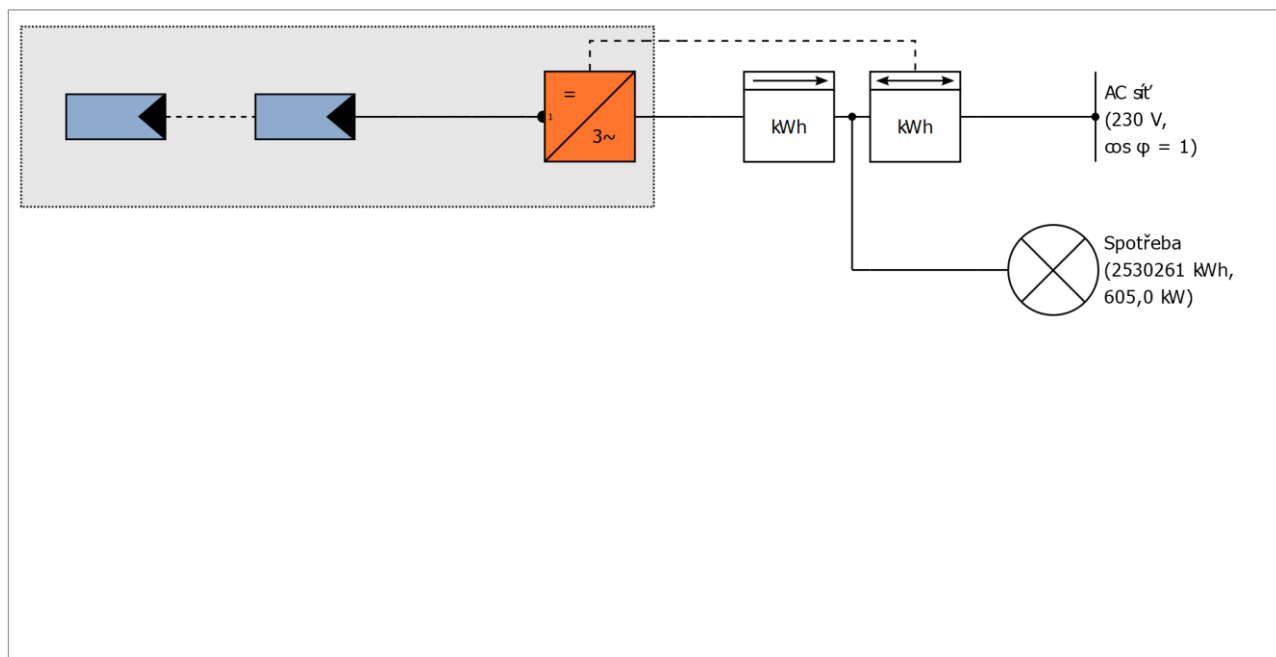 =
1
3~
kWh
kWh
AC síť
(230 V,
cos φ = 1)
Spotřeba
(2530261 kWh,
605,0 kW)